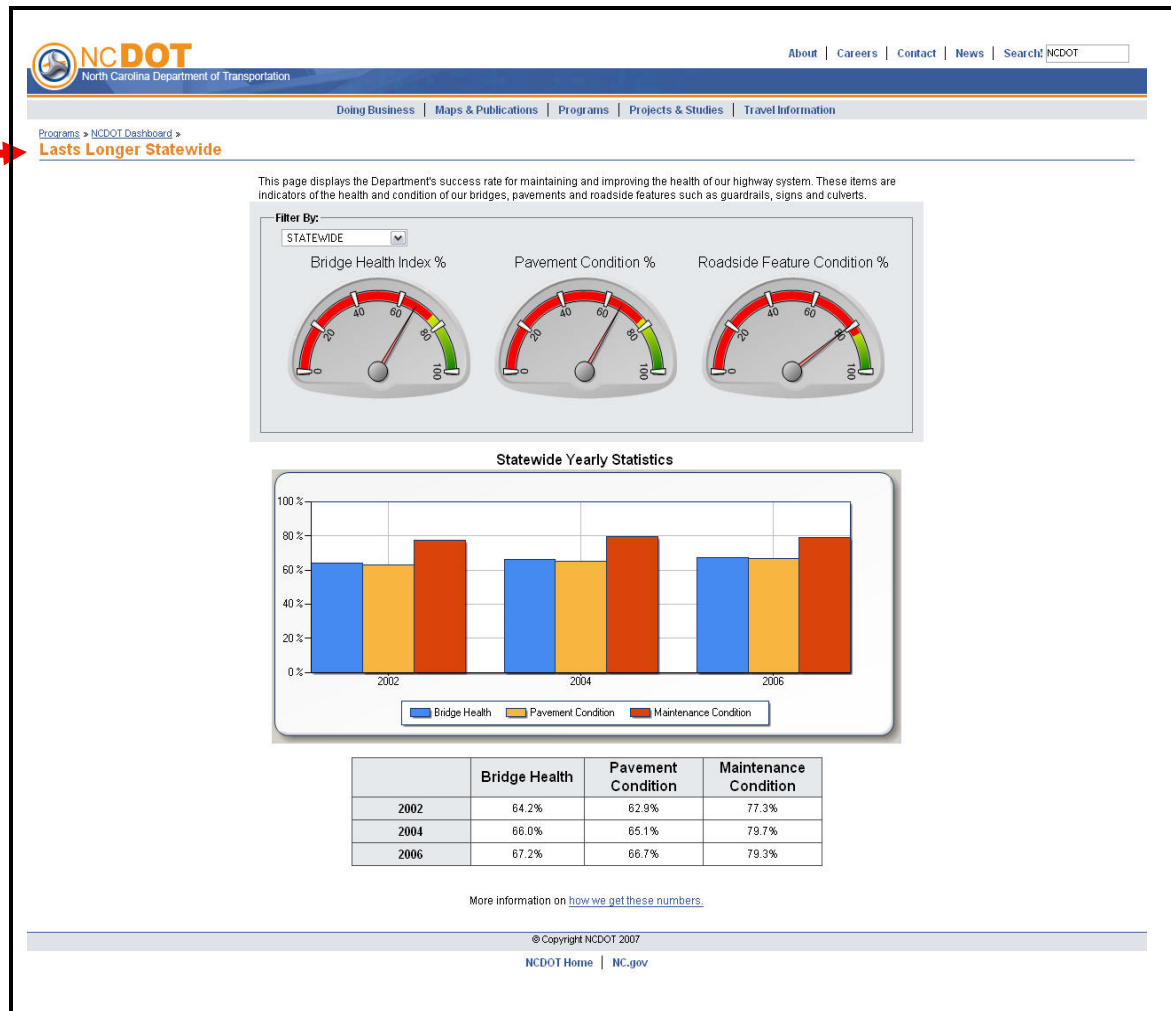 NCDOT
North Carolina Department of Transportation
About | Careers | Contact | News | Search! NCDOT
Doing Business | Maps & Publications | Programs | Projects & Studies | Travel Information
Programs » NCDOT Dashboard »
Lasts Longer Statewide
This page displays the Department's success rate for maintaining and improving the health of our highway system. These items are
indicators of the health and condition of our bridges, pavements and roadside features such as guardrails, signs and culverts.
Filter By:
STATEWIDE
Bridge Health Index % Pavement Condition % Roadside Feature Condition %
0 20 40 60 80 100
0 20 40 60 80 100
0 20 40 60 80 100
Statewide Yearly Statistics
100 %
80 %
60 %
40 %
20 %
0 %
2002 2004 2006
Bridge Health Pavement Condition Maintenance Condition
Bridge Health Pavement Condition Maintenance Condition
2002 64.2% 62.9% 77.3%
2004 66.0% 65.1% 79.7%
2006 67.2% 66.7% 79.3%
More information on how we get these numbers.
© Copyright NCDOT 2007
NCDOT Home | NC.gov